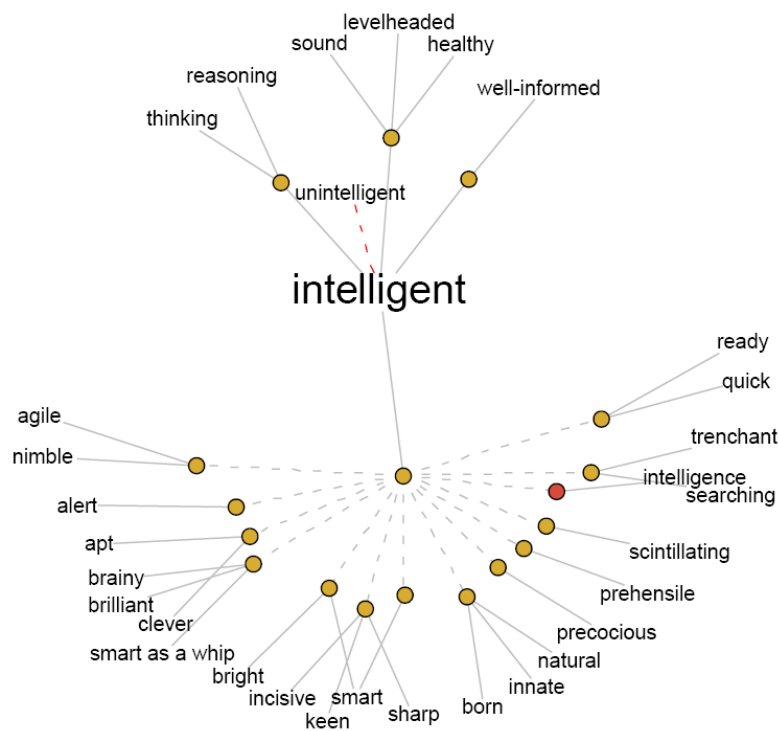 levelheaded
sound
healthy
reasoning
well-informed
thinking
unintelligent
intelligent
ready
quick
agile
trenchant
nimble
intelligence
searching
alert
apt
scintillating
brainy
prehensile
brilliant
clever
precocious
smart as a whip
natural
bright
innate
incisive
smart
born
sharp
keen